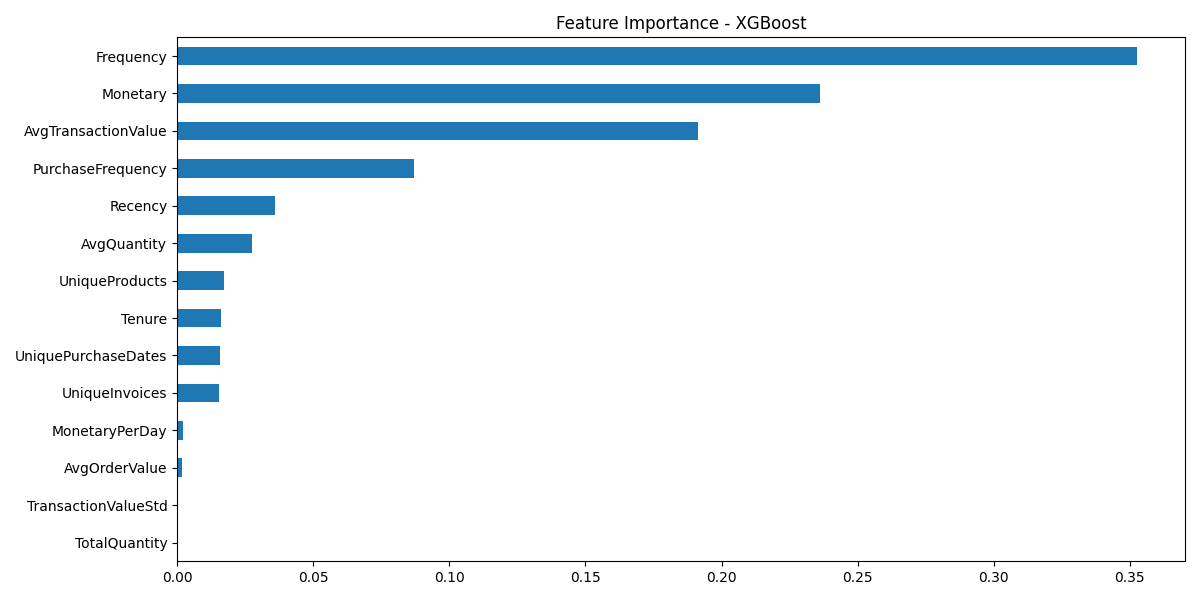 Feature Importance - XGBoost
Frequency
Monetary
AvgTransactionValue
PurchaseFrequency
Recency
AvgQuantity
UniqueProducts
Tenure
UniquePurchaseDates
UniqueInvoices
MonetaryPerDay
AvgOrderValue
TransactionValueStd
TotalQuantity
0.00 0.05 0.10 0.15 0.20 0.25 0.30 0.35